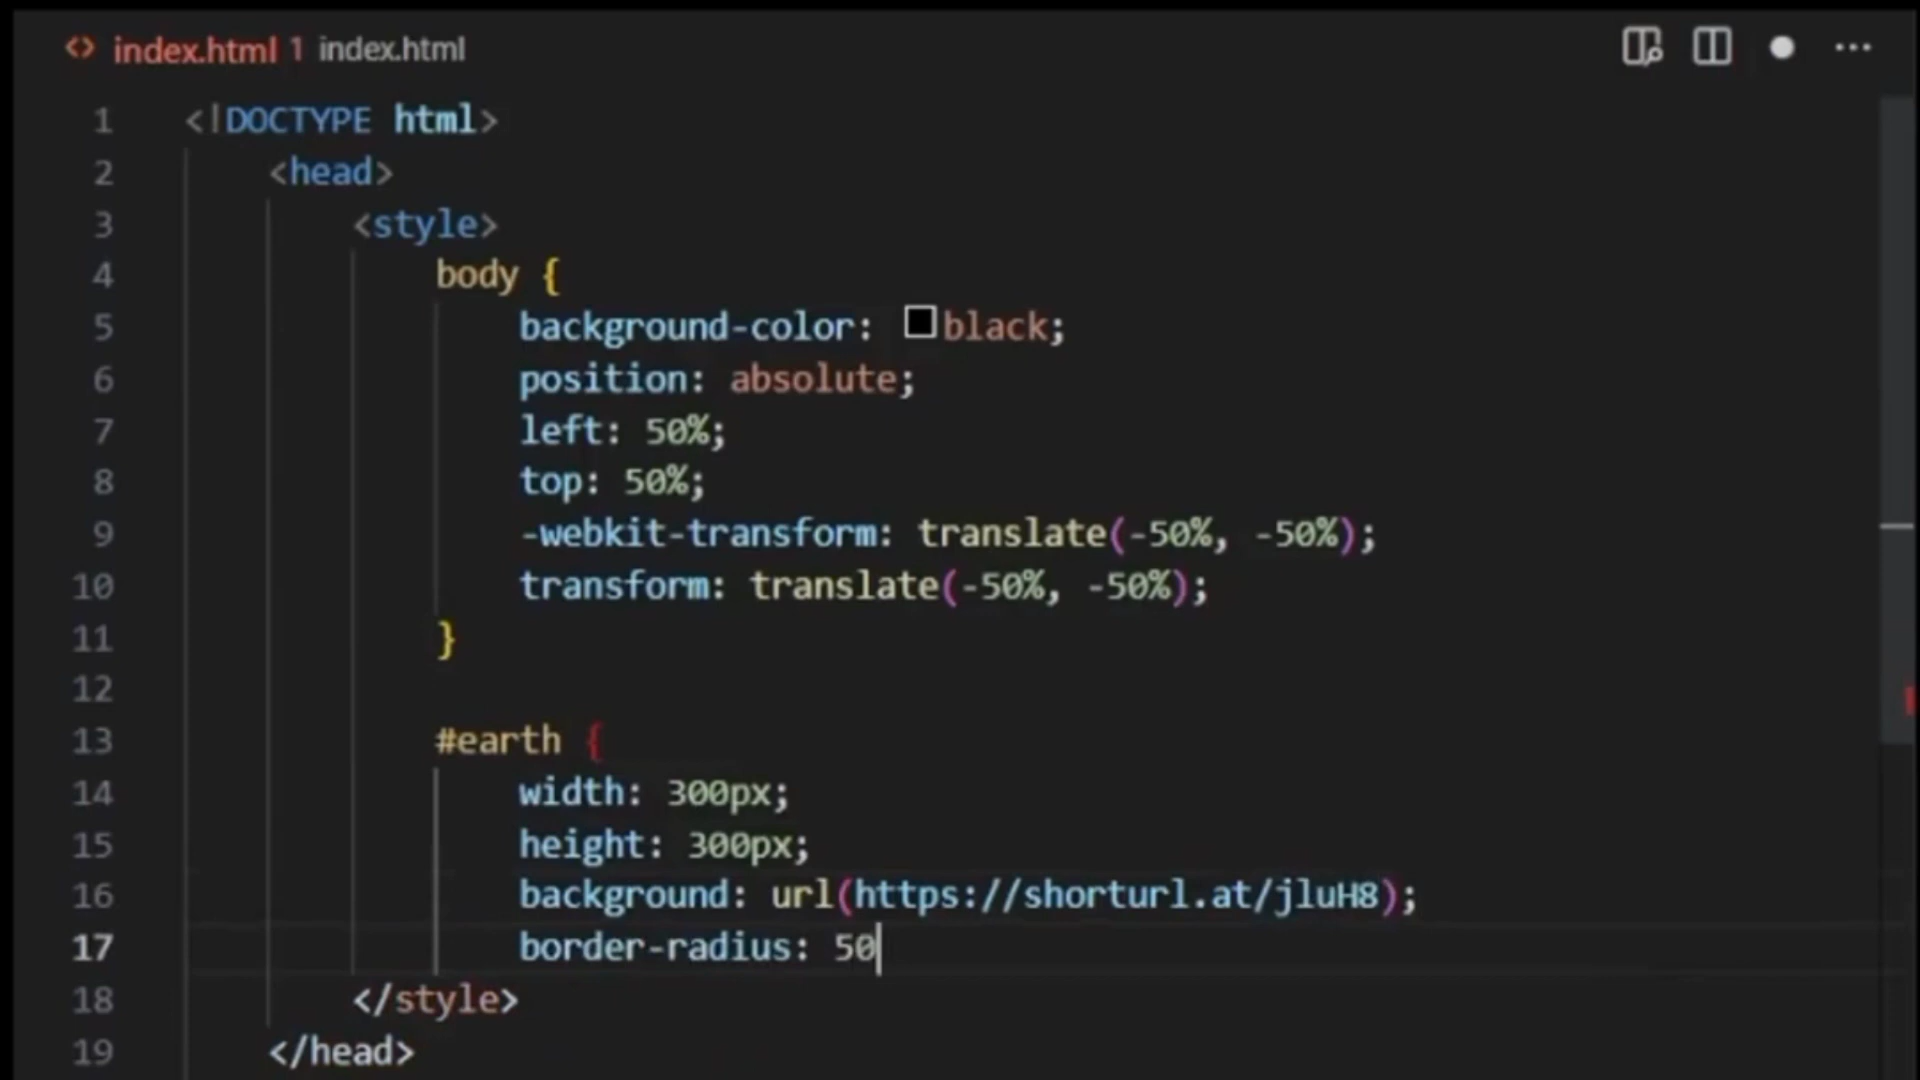 <> index.html 1 index.html
1 <!DOCTYPE html>
2 <head>
3 <style>
4 body {
5 background-color: black;
6 position: absolute;
7 left: 50%;
8 top: 50%;
9 -webkit-transform: translate(-50%, -50%);
10 transform: translate(-50%, -50%);
11 }
12
13 #earth {
14 width: 300px;
15 height: 300px;
16 background: url(https://shorturl.at/jluH8);
17 border-radius: 50
18 </style>
19 </head>